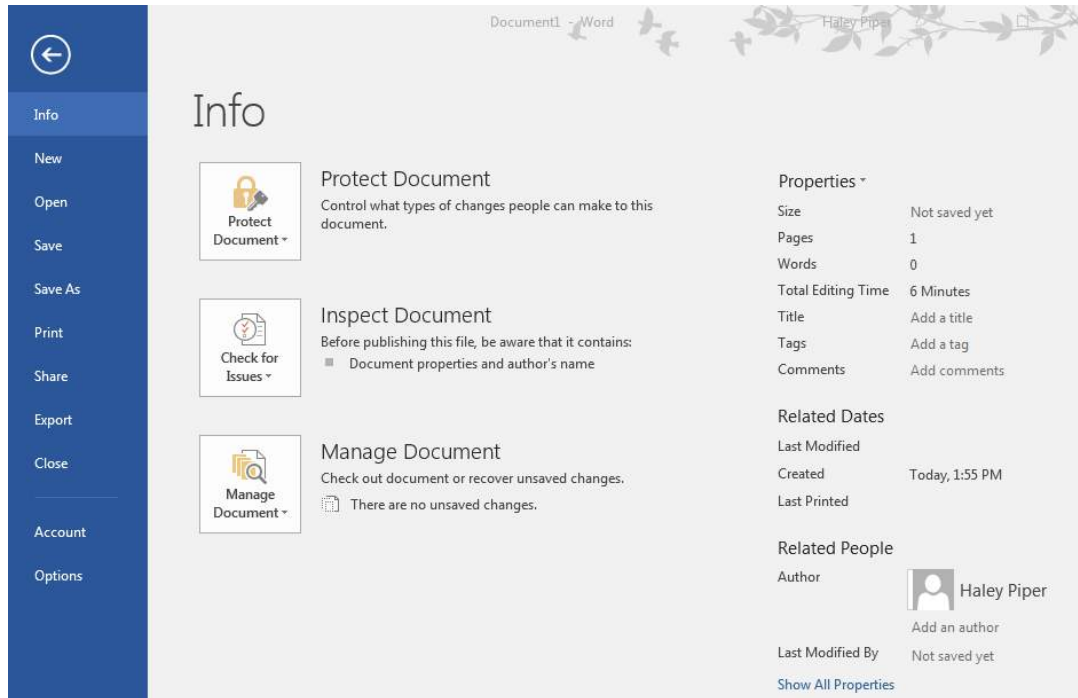 Document1 - Word
Haley Piper
Info
New
Open
Save
Save As
Print
Share
Export
Close
Account
Options
Info
Protect
Document
Protect Document
Control what types of changes people can make to this
document.
Check for
Issues
Inspect Document
Before publishing this file, be aware that it contains:
Document properties and author's name
Manage
Document
Manage Document
Check out document or recover unsaved changes.
There are no unsaved changes.
Properties
Size Not saved yet
Pages 1
Words 0
Total Editing Time 6 Minutes
Title Add a title
Tags Add a tag
Comments Add comments
Related Dates
Last Modified
Created Today, 1:55 PM
Last Printed
Related People
Author Haley Piper
Add an author
Last Modified By Not saved yet
Show All Properties